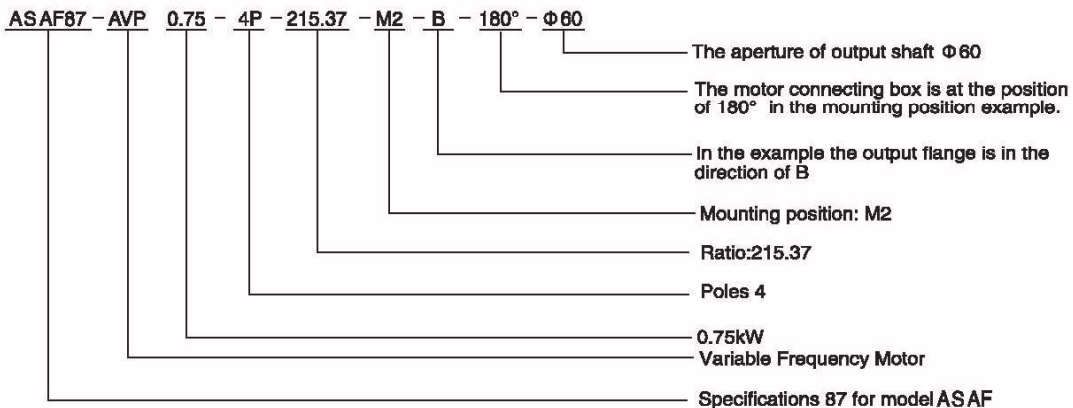 ASAF87-AVP 0.75 - 4P - 215.37 - M2 - B - 180° - Φ60
The aperture of output shaft Φ60
The motor connecting box is at the position
of 180° in the mounting position example.
In the example the output flange is in the
direction of B
Mounting position: M2
Ratio:215.37
Poles 4
0.75kW
Variable Frequency Motor
Specifications 87 for model ASAF